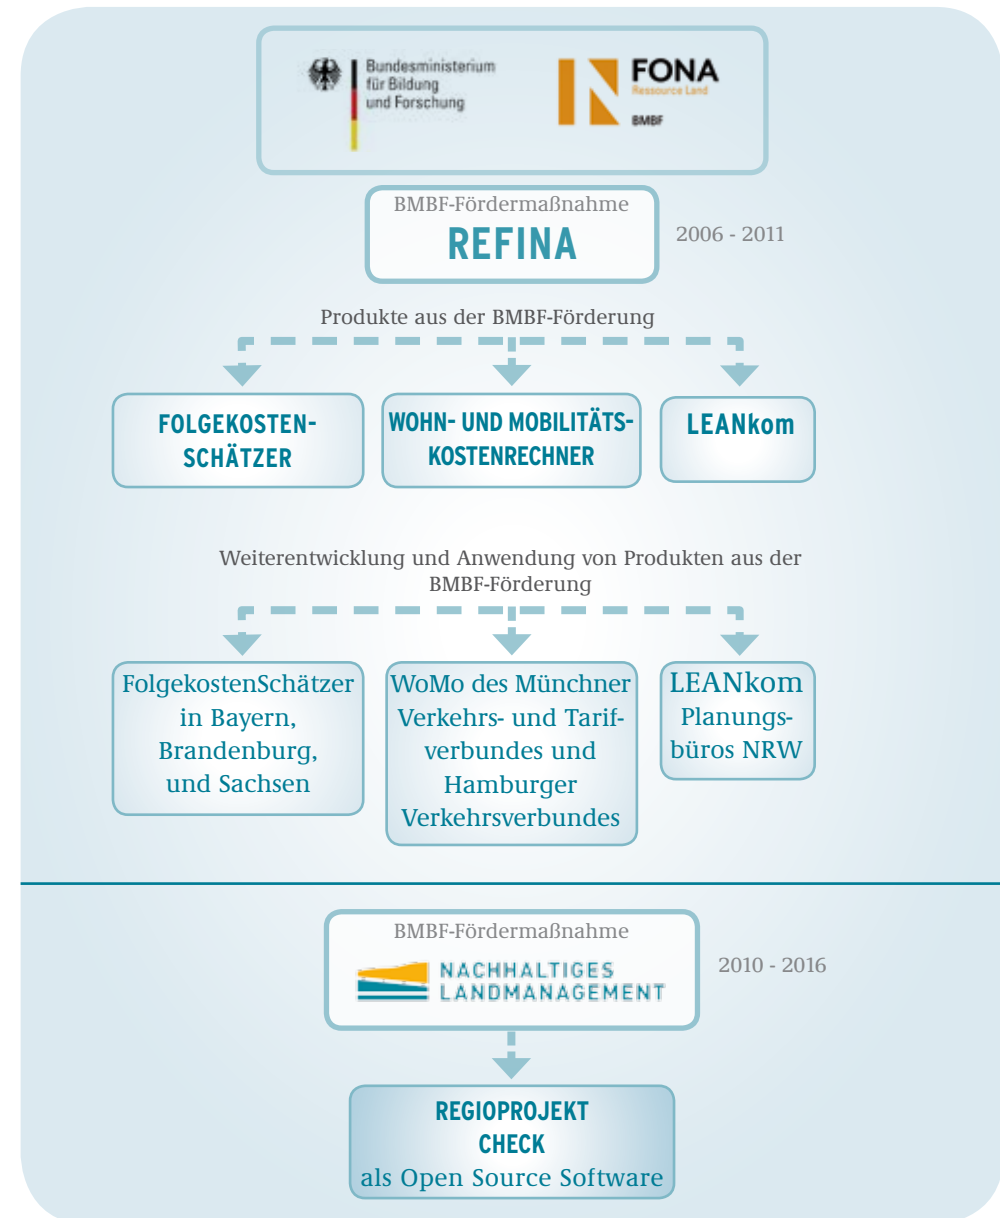 Bundesministerium
für Bildung
und Forschung
FONA
Ressource Land
BMBF
BMBF-Fördermaßnahme
REFINA
2006 - 2011
Produkte aus der BMBF-Förderung
FOLGEKOSTEN-
SCHÄTZER
WOHN- UND MOBILITÄTS-
KOSTENRECHNER
LEANkom
Weiterentwicklung und Anwendung von Produkten aus der
BMBF-Förderung
FolgekostenSchätzer
in Bayern,
Brandenburg,
und Sachsen
WoMo des Münchner
Verkehrs- und Tarif-
verbundes und
Hamburger
Verkehrsverbundes
LEANkom
Planungs-
büros NRW
BMBF-Fördermaßnahme
NACHHALTIGES
LANDMANAGEMENT
2010 - 2016
REGIOPROJEKT
CHECK
als Open Source Software